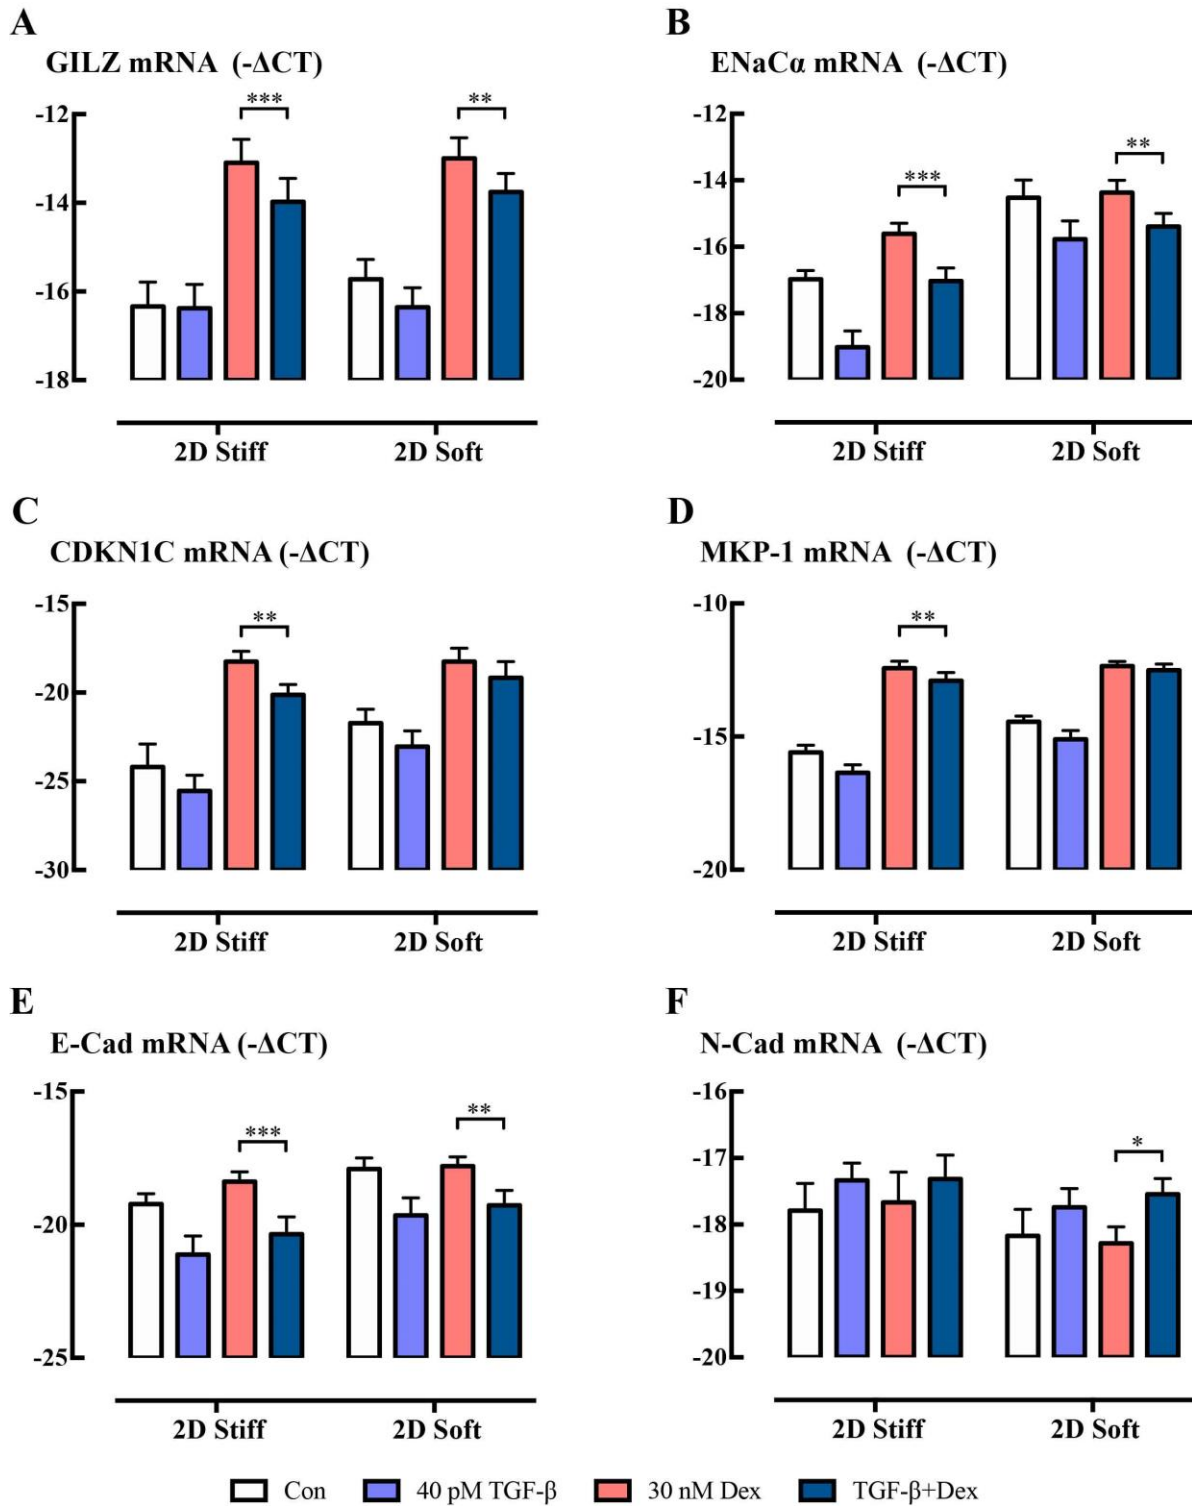 A
GILZ mRNA (-ΔCT)
-12
-14
-16
-18
***
**
2D Stiff
2D Soft
B
ENaCα mRNA (-ΔCT)
-12
-14
-16
-18
-20
***
**
2D Stiff
2D Soft
C
CDKN1C mRNA (-ΔCT)
-15
-20
-25
-30
**
2D Stiff
2D Soft
D
MKP-1 mRNA (-ΔCT)
-10
-15
-20
**
2D Stiff
2D Soft
E
E-Cad mRNA (-ΔCT)
-15
-20
-25
***
**
2D Stiff
2D Soft
F
N-Cad mRNA (-ΔCT)
-16
-17
-18
-19
-20
*
2D Stiff
2D Soft
Con
40 pM TGF-β
30 nM Dex
TGF-β+Dex